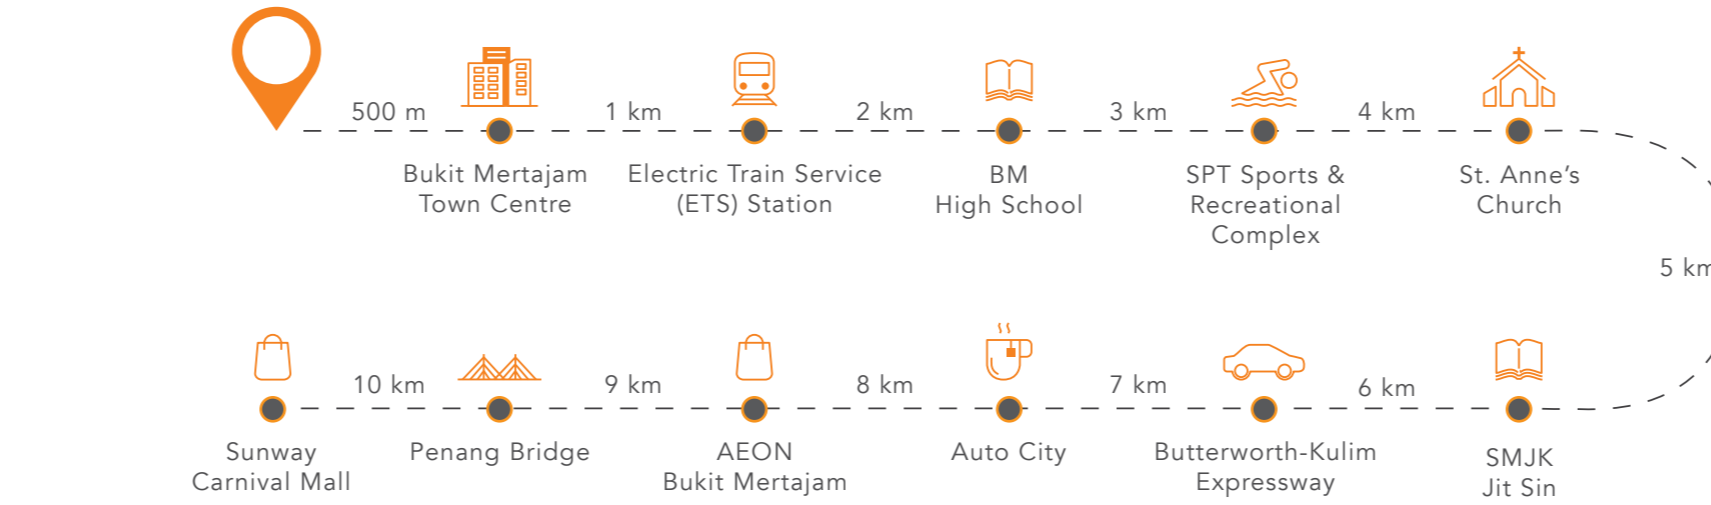 500 m
1 km
2 km
3 km
4 km
Bukit Mertajam
Town Centre
Electric Train Service
(ETS) Station
BM
High School
SPT Sports &
Recreational
Complex
St. Anne's
Church
5 km
6 km
7 km
8 km
9 km
10 km
SMJK
Jit Sin
Butterworth-Kulim
Expressway
Auto City
AEON
Bukit Mertajam
Penang Bridge
Sunway
Carnival Mall